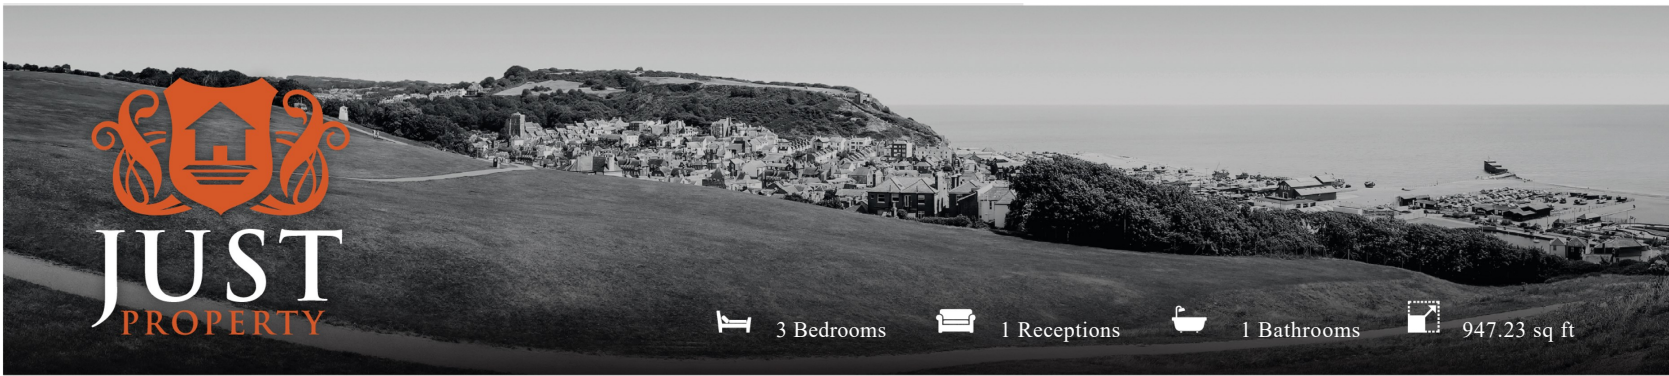 JUST
PROPERTY
3 Bedrooms
1 Receptions
1 Bathrooms
947.23 sq ft